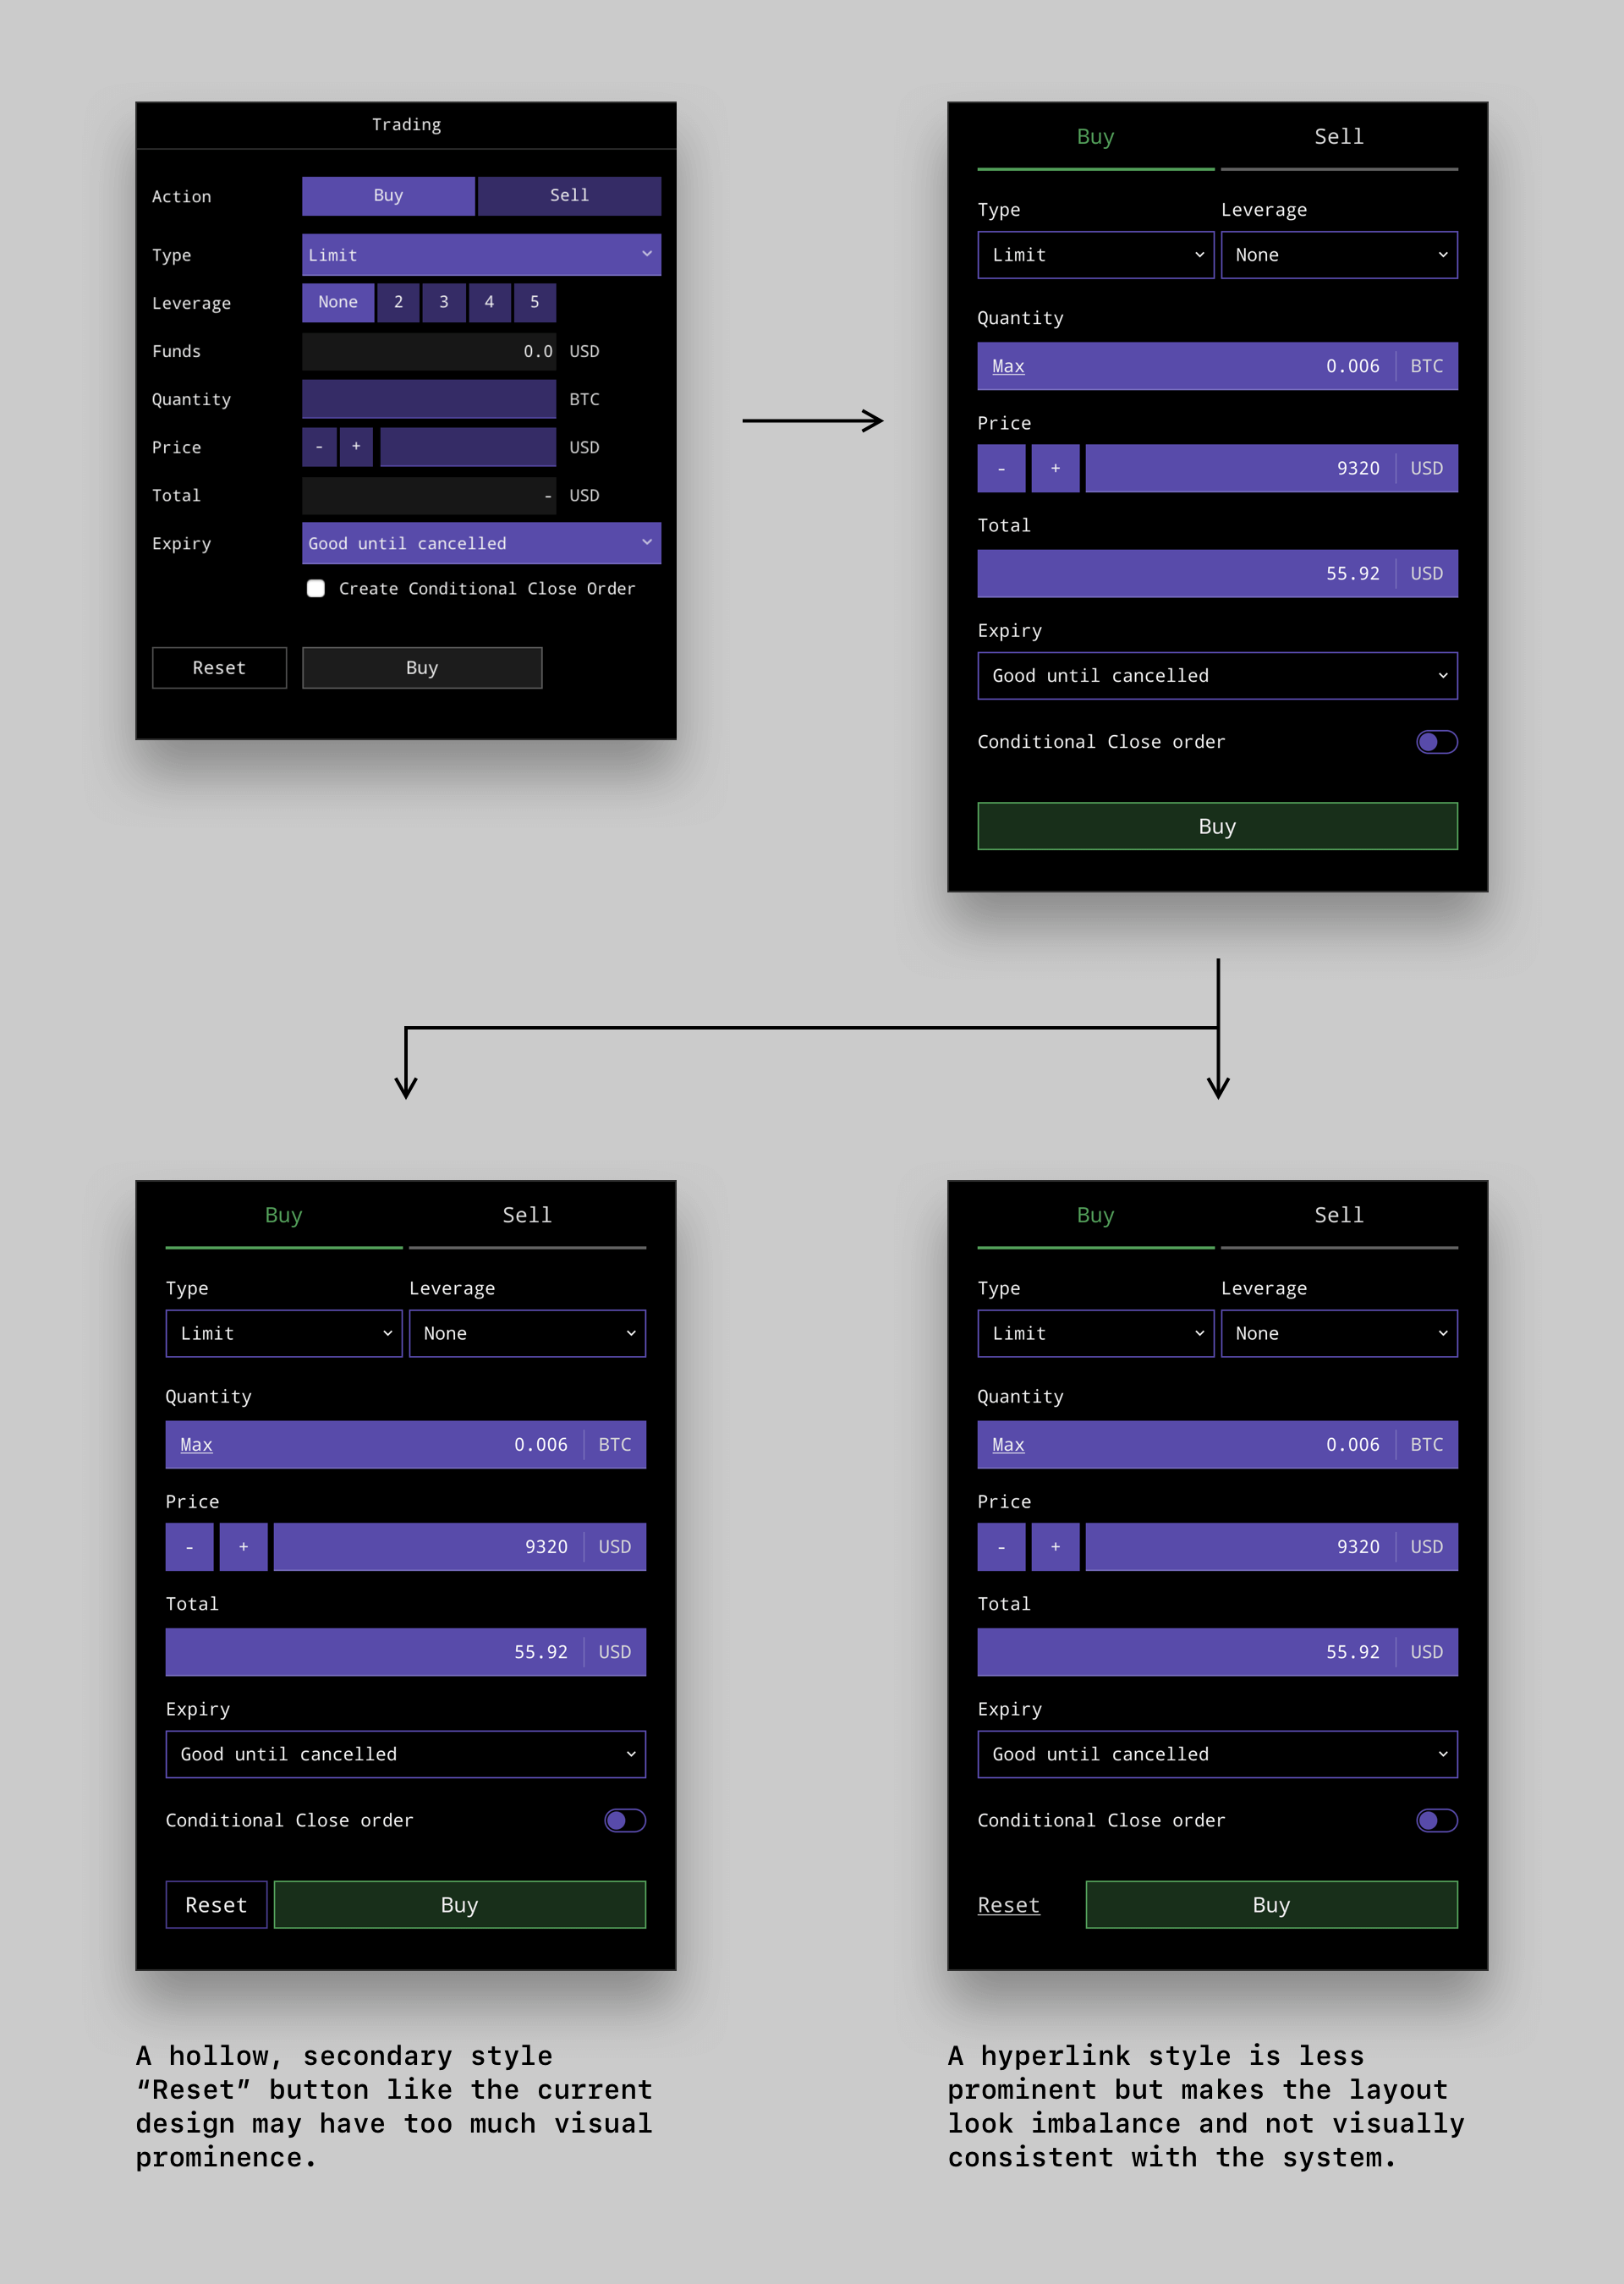 Trading
Action Buy Sell
Type Limit
Leverage None 2 3 4 5
Funds 0.0 USD
Quantity BTC
Price - + USD
Total - USD
Expiry Good until cancelled
Create Conditional Close Order
Reset Buy
Buy Sell
Type Leverage
Limit None
Quantity
Max 0.006 BTC
Price
- + 9320 USD
Total
55.92 USD
Expiry
Good until cancelled
Conditional Close order
Buy
Buy Sell
Type Leverage
Limit None
Quantity
Max 0.006 BTC
Price
- + 9320 USD
Total
55.92 USD
Expiry
Good until cancelled
Conditional Close order
Reset Buy
A hollow, secondary style
“Reset” button like the current
design may have too much visual
prominence.
Buy Sell
Type Leverage
Limit None
Quantity
Max 0.006 BTC
Price
- + 9320 USD
Total
55.92 USD
Expiry
Good until cancelled
Conditional Close order
Reset Buy
A hyperlink style is less
prominent but makes the layout
look imbalance and not visually
consistent with the system.